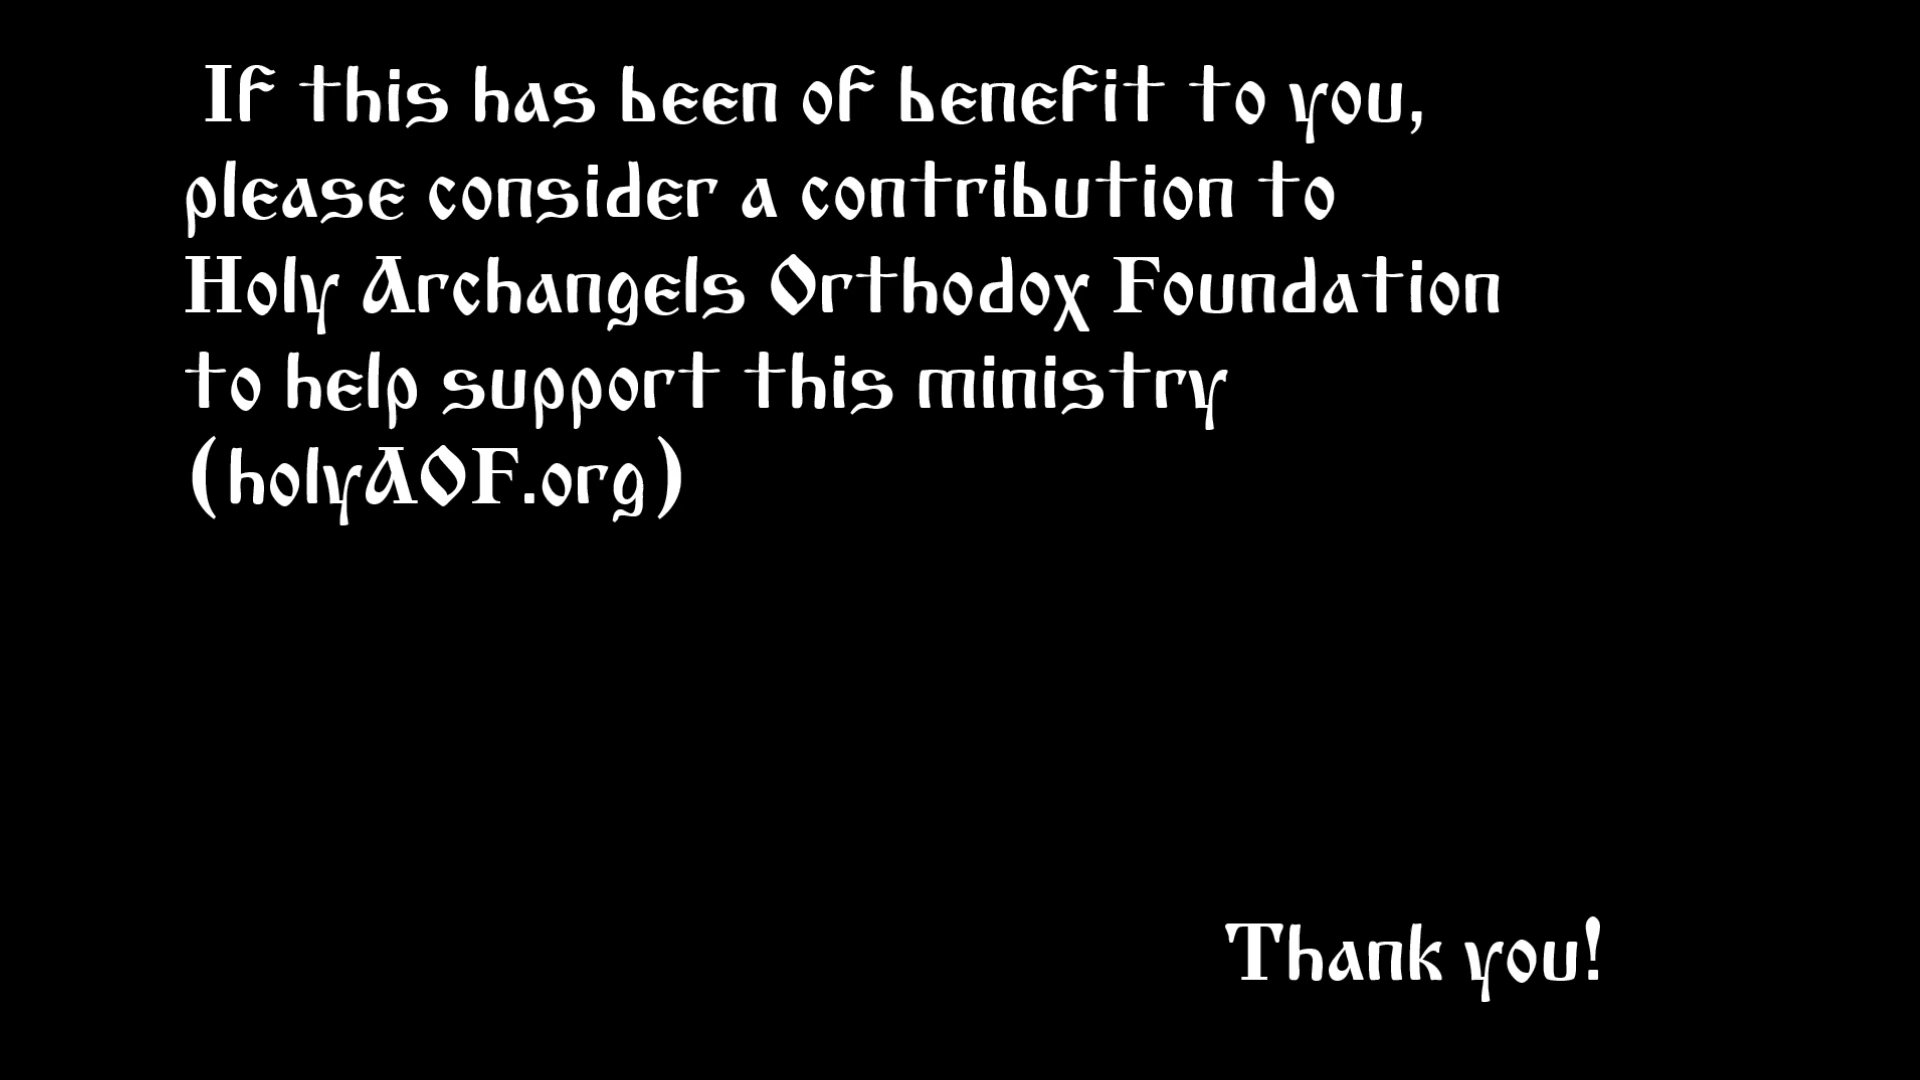 If this has been of benefit to you,
please consider a contribution to
Holy Archangels Orthodox Foundation
to help support this ministry
(holyAOF.org)
Thank you!